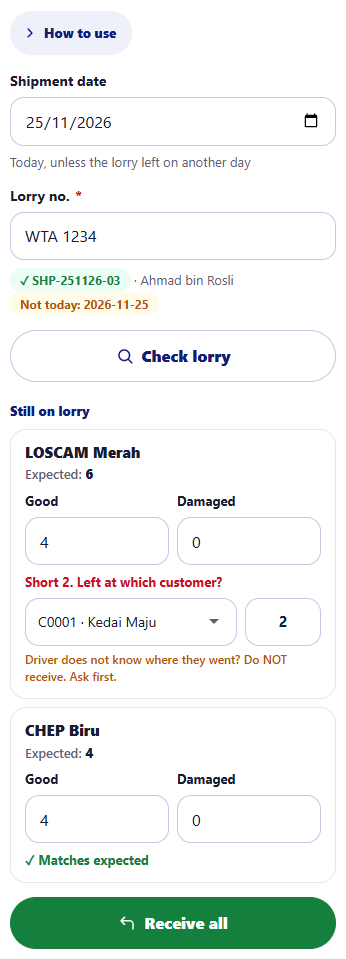 How to use
Shipment date
25/11/2026
Today, unless the lorry left on another day
Lorry no. *
WTA 1234
✓ SHP-251126-03 · Ahmad bin Rosli
Not today: 2026-11-25
Check lorry
Still on lorry
LOSCAM Merah
Expected: 6
Good Damaged
4 0
Short 2. Left at which customer?
C0001 · Kedai Maju 2
Driver does not know where they went? Do NOT
receive. Ask first.
CHEP Biru
Expected: 4
Good Damaged
4 0
✓ Matches expected
Receive all